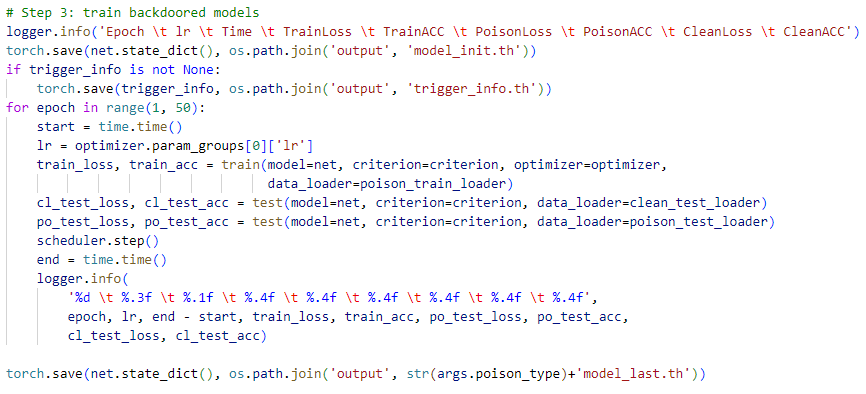 # Step 3: train backdoored models
logger.info('Epoch \t lr \t Time \t TrainLoss \t TrainACC \t PoisonLoss \t PoisonACC \t CleanLoss \t CleanACC')
torch.save(net.state_dict(), os.path.join('output', 'model_init.th'))
if trigger_info is not None:
    torch.save(trigger_info, os.path.join('output', 'trigger_info.th'))
for epoch in range(1, 50):
    start = time.time()
    lr = optimizer.param_groups[0]['lr']
    train_loss, train_acc = train(model=net, criterion=criterion, optimizer=optimizer,
                                  data_loader=poison_train_loader)
    cl_test_loss, cl_test_acc = test(model=net, criterion=criterion, data_loader=clean_test_loader)
    po_test_loss, po_test_acc = test(model=net, criterion=criterion, data_loader=poison_test_loader)
    scheduler.step()
    end = time.time()
    logger.info(
        '%d \t %.3f \t %.1f \t %.4f \t %.4f \t %.4f \t %.4f \t %.4f \t %.4f',
        epoch, lr, end - start, train_loss, train_acc, po_test_loss, po_test_acc,
        cl_test_loss, cl_test_acc)
torch.save(net.state_dict(), os.path.join('output', str(args.poison_type)+'model_last.th'))